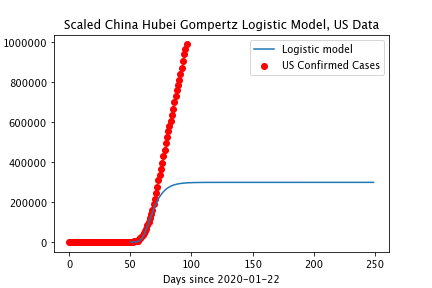 Scaled China Hubei Gompertz Logistic Model, US Data
1000000
800000
600000
400000
200000
0
Logistic model
US Confirmed Cases
0 50 100 150 200 250
Days since 2020-01-22